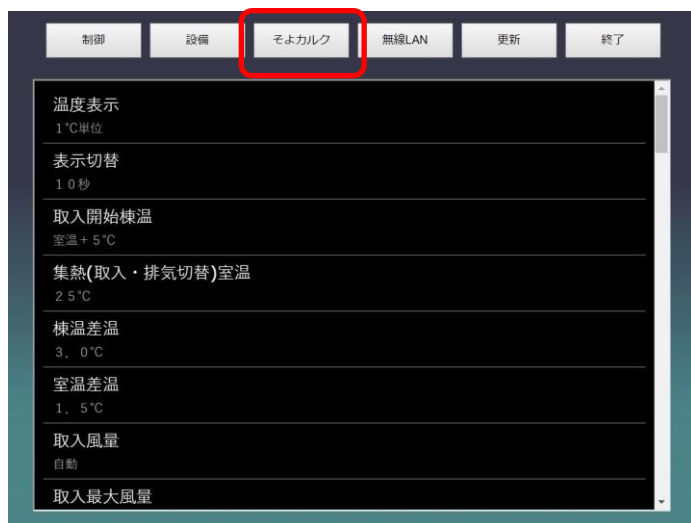 制御 設備 そよカルク 無線LAN 更新 終了
温度表示
1℃単位
表示切替
１０秒
取入開始棟温
室温＋５℃
集熱(取入・排気切替)室温
２５℃
棟温差温
３．０℃
室温差温
１．５℃
取入風量
自動
取入最大風量